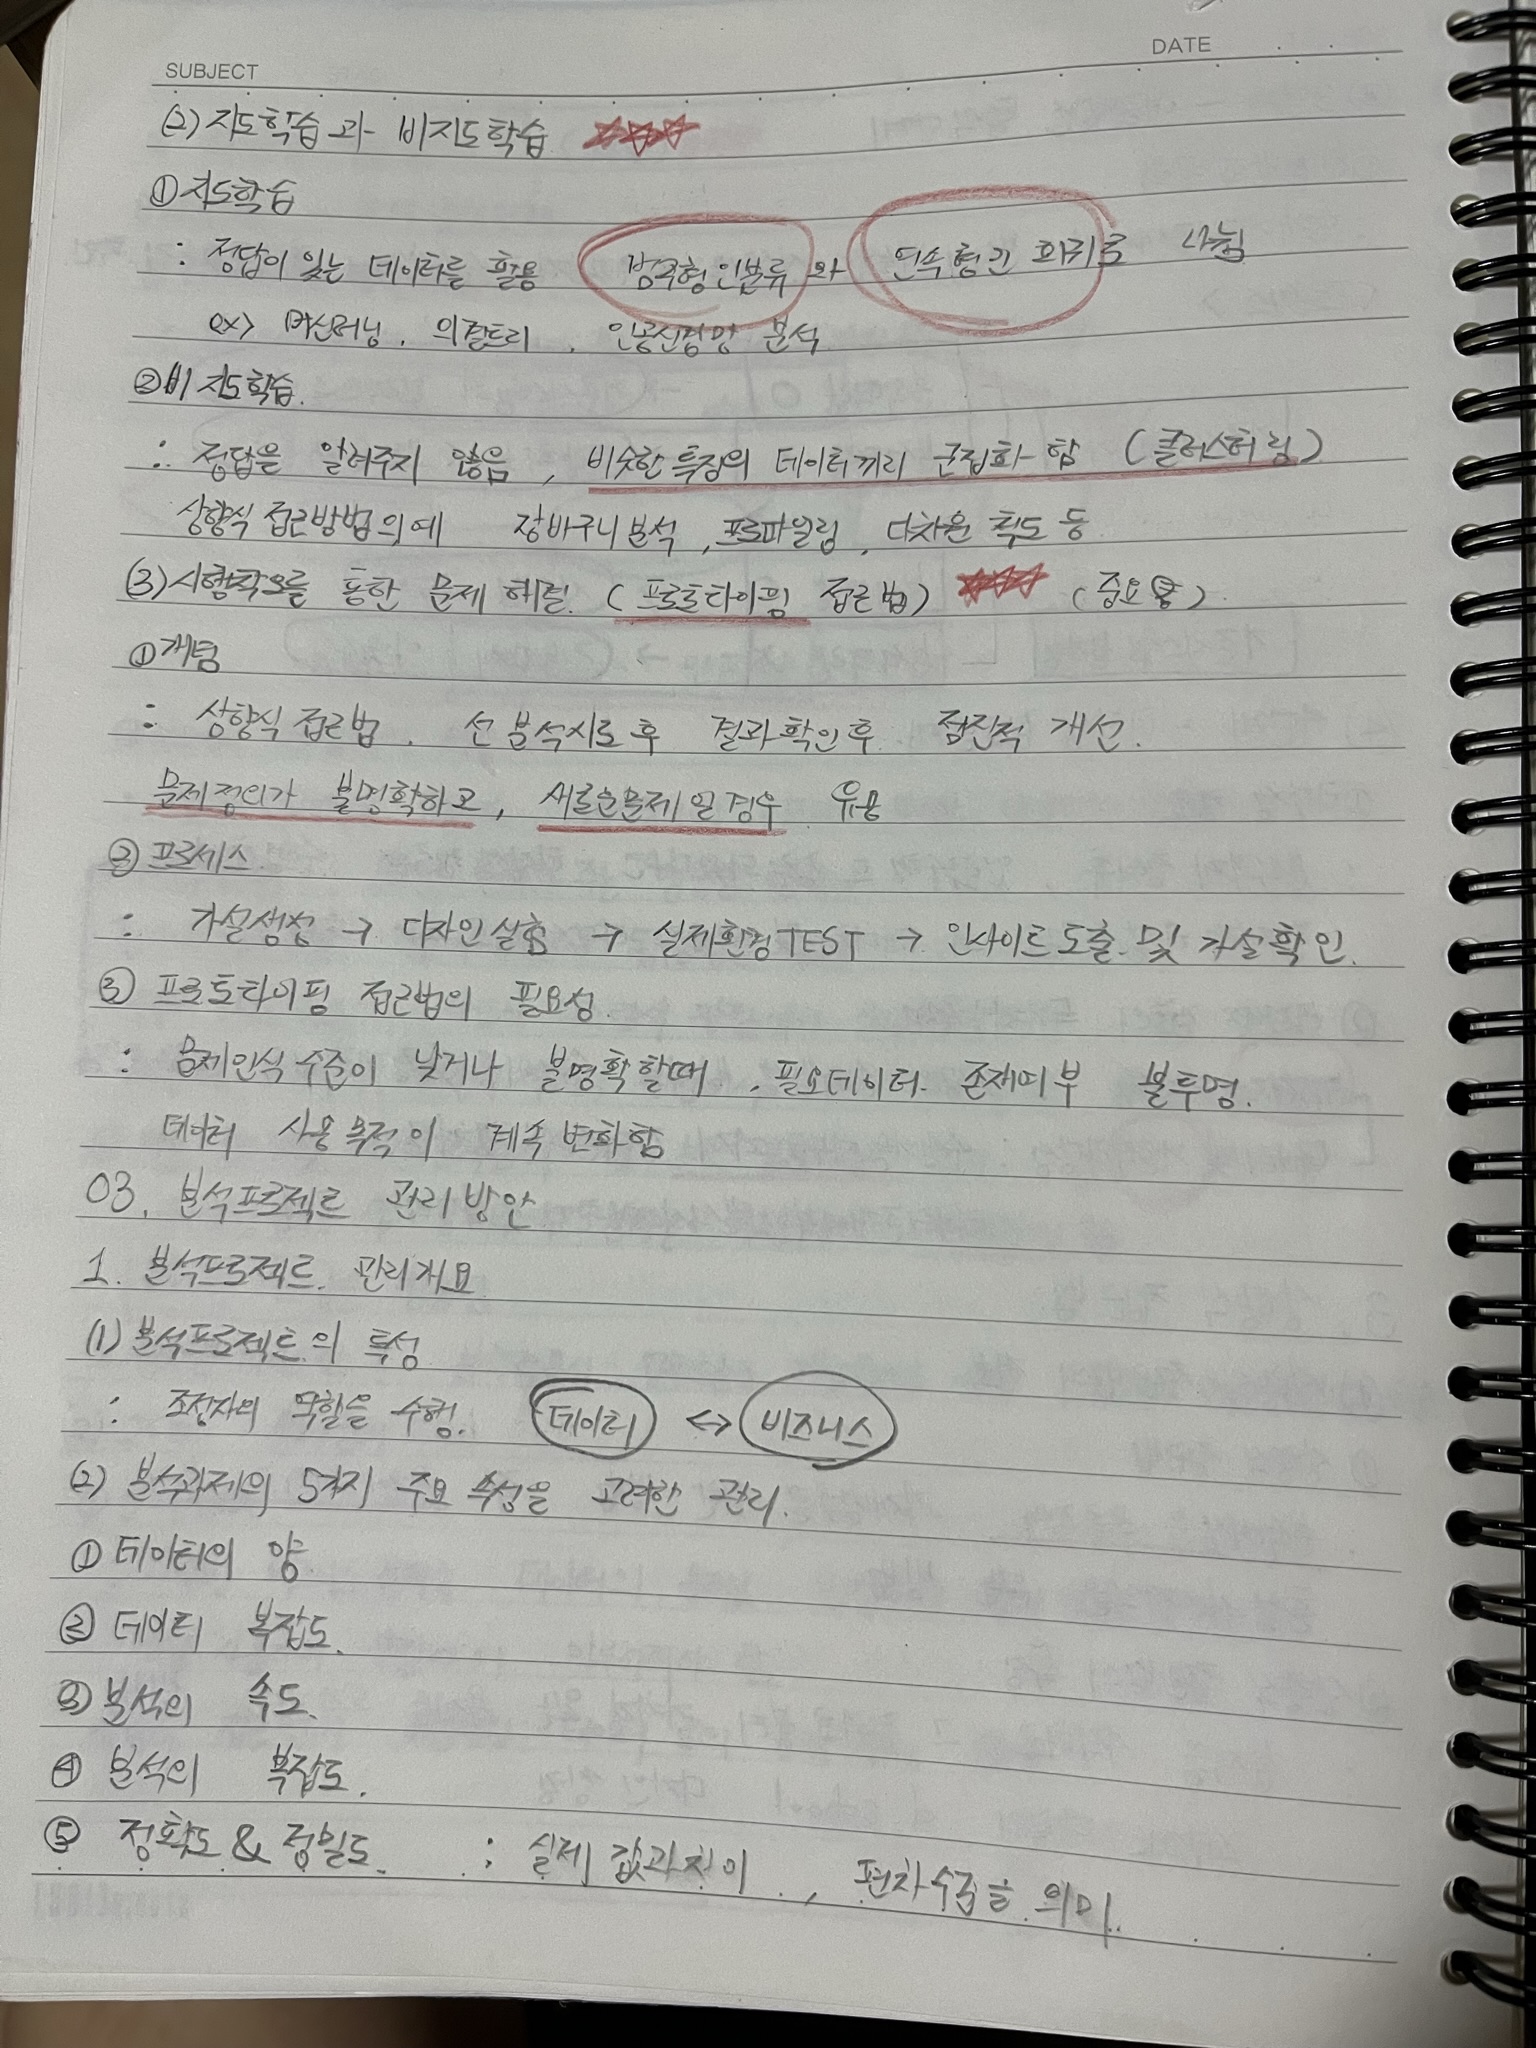 DATE
SUBJECT
(2) 지도학습과 비지도학습
① 지도학습
: 정답이 있는 데이터를 활용 범주형인분류 와 연속형인 회귀로 나뉨
ex> 머신러닝, 의결트리, 인공신경망 분석
② 비지도학습.
: 정답을 알려주지 않음, 비슷한 특징의 데이터끼리 군집화 함 (클러스터링)
상향식 접근방법의 예 장바구니분석, 프로파일링, 다차원 척도 등
(3) 시행착오를 통한 문제 해결. (프로토타이핑 접근법) (중요용)
① 개념
: 상향식 접근법. 선 분석시도 후 결과확인후 점진적 개선.
문제정의가 불명확하고, 새로운문제 일경우 유용
② 프로세스.
: 가설생성 → 디자인실험 → 실제환경TEST → 인사이트 도출 및 가설확인.
③ 프로토타이핑 접근법의 필요성.
: 문제인식 수준이 낮거나 불명확할때, 필요데이터 존재여부 불투명.
데이터 사용 목적이 계속 변화함
03. 분석프로젝트 관리방안
1. 분석프로젝트 관리개요
(1) 분석프로젝트의 특성
: 조정자의 역할을 수행. 데이터 <-> 비즈니스
(2) 분석과제의 5가지 주요 속성을 고려한 관리.
① 데이터의 양
② 데이터 복잡도.
③ 분석의 속도.
④ 분석의 복잡도.
⑤ 정확도 & 정밀도. : 실제 값과차이, 편차수준을 의미.